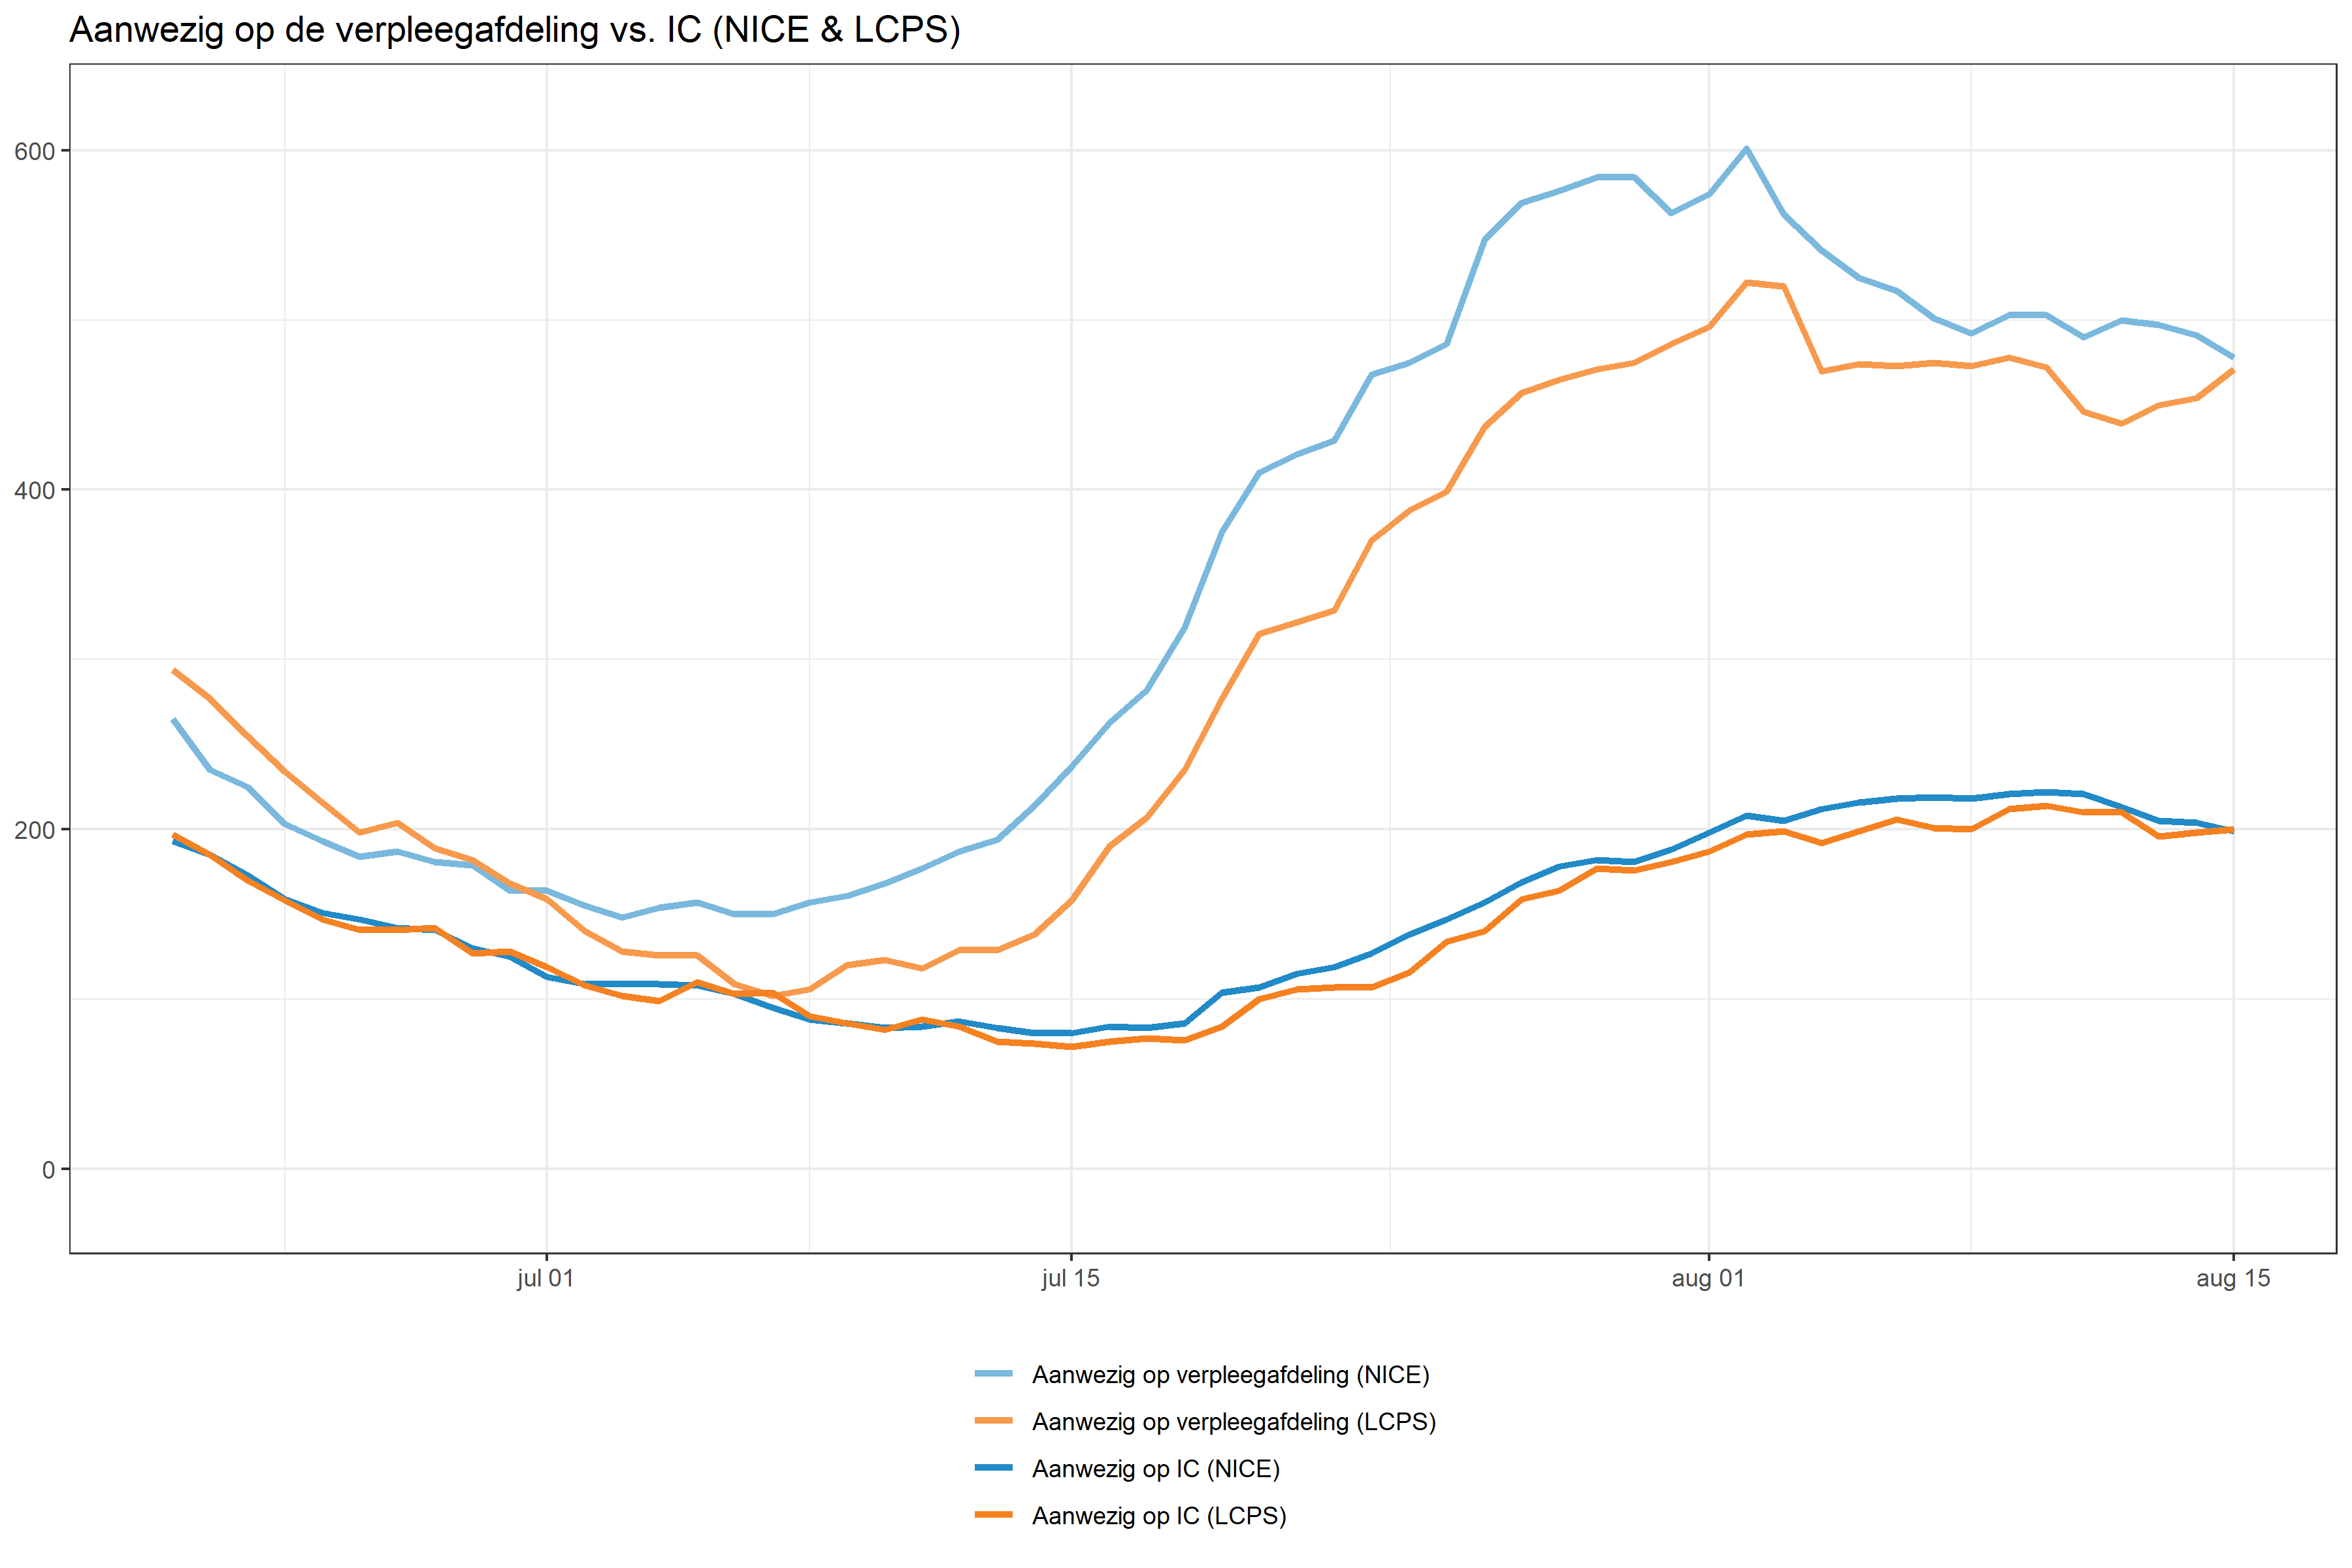 Aanwezig op de verpleegafdeling vs. IC (NICE & LCPS)
600
400
200
0
jul 01
jul 15
aug 01
aug 15
Aanwezig op verpleegafdeling (NICE)
Aanwezig op verpleegafdeling (LCPS)
Aanwezig op IC (NICE)
Aanwezig op IC (LCPS)